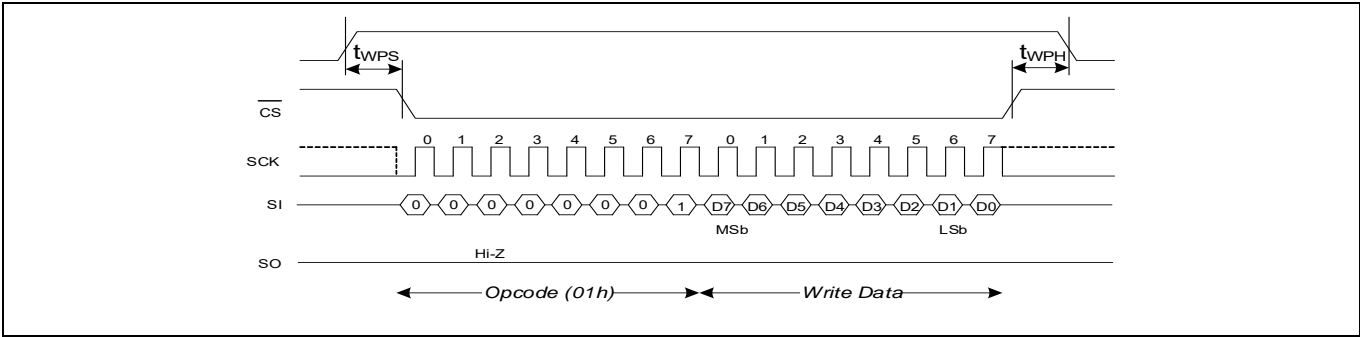 tWPS tWPH
CS
0 1 2 3 4 5 6 7 0 1 2 3 4 5 6 7
SCK
SI 0 0 0 0 0 0 0 1 D7 D6 D5 D4 D3 D2 D1 D0
MSb LSb
Hi-Z
SO
Opcode (01h) Write Data